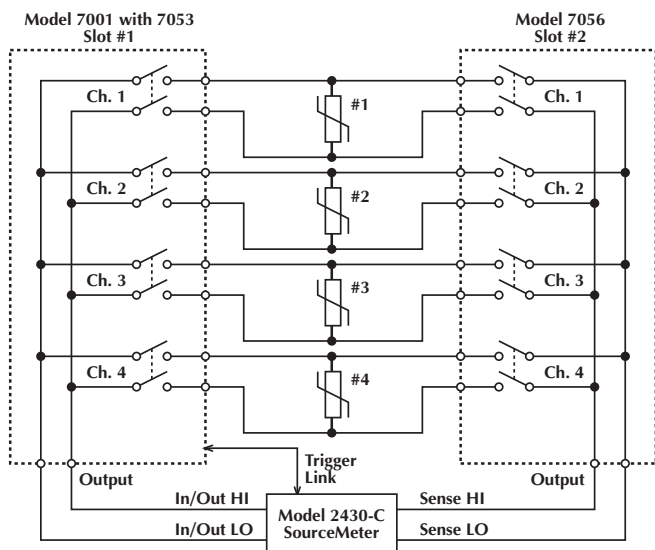 Model 7001 with 7053
Slot #1
Model 7056
Slot #2
Ch. 1
#1
Ch. 1
Ch. 2
#2
Ch. 2
Ch. 3
#3
Ch. 3
Ch. 4
#4
Ch. 4
Output
Trigger
Link
Output
In/Out HI
Sense HI
Model 2430-C
SourceMeter
In/Out LO
Sense LO